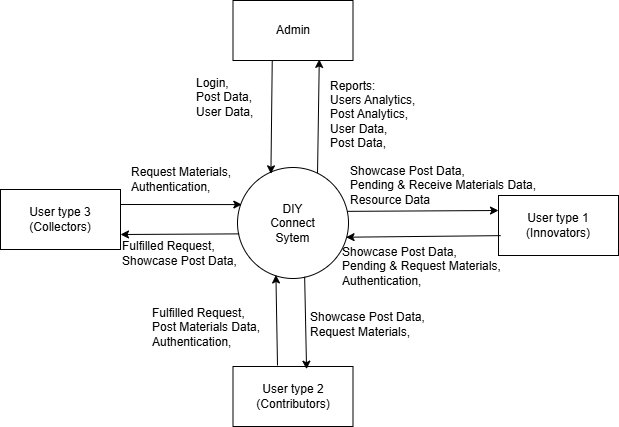 Admin
Login,
Post Data,
User Data,
Reports:
Users Analytics,
Post Analytics,
User Data,
Post Data,
Request Materials,
Authentication,
Showcase Post Data,
Pending & Receive Materials Data,
Resource Data
User type 3
(Collectors)
DIY
Connect
Sytem
User type 1
(Innovators)
Fulfilled Request,
Showcase Post Data,
Showcase Post Data,
Pending & Request Materials,
Authentication,
Fulfilled Request,
Post Materials Data,
Authentication,
Showcase Post Data,
Request Materials,
User type 2
(Contributors)